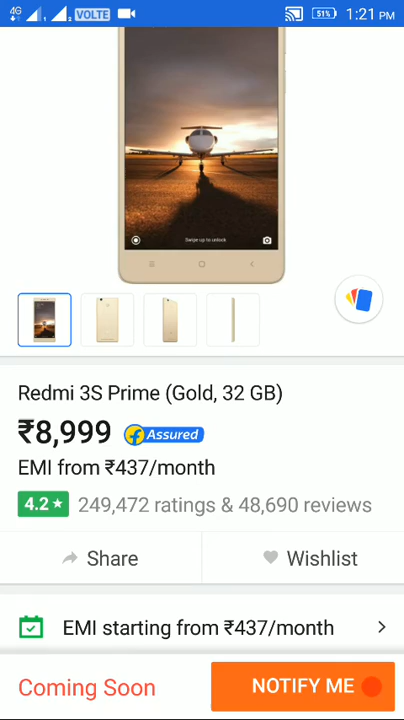 4G 1 2 VOLTE 51% 1:21 PM
Swipe up to unlock
Redmi 3S Prime (Gold, 32 GB)
₹8,999 f Assured
EMI from ₹437/month
4.2★ 249,472 ratings & 48,690 reviews
Share Wishlist
EMI starting from ₹437/month
Coming Soon NOTIFY ME